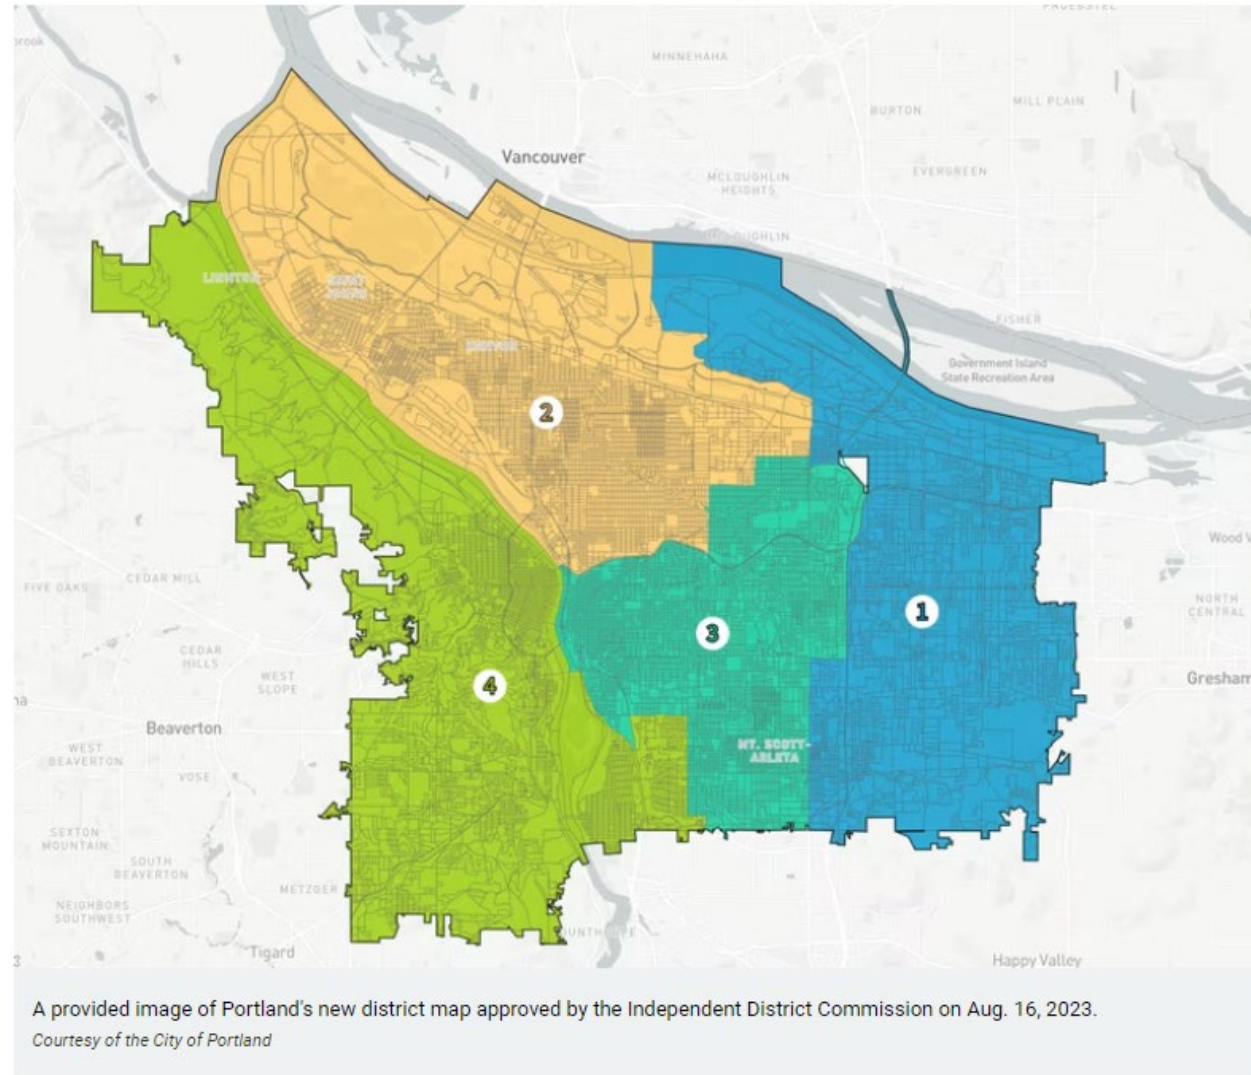 MINNEHAHA
BURTON
MILL PLAIN
Vancouver
MCLOUGHLIN
HEIGHTS
EVERGREEN
FISHER
Government Island
State Recreation Area
LINNTON
2
FIVE OAKS
CEDAR MILL
Wood V
NORTH
CENTRAL
1
3
CEDAR
HILLS
WEST
SLOPE
4
Gresham
Beaverton
WEST
BEAVERTON
VOSE
MT. SCOTT-
ARLETA
SEXTON
MOUNTAIN
SOUTH
BEAVERTON
METZGER
NEIGHBORS
SOUTHWEST
Tigard
Happy Valley
A provided image of Portland's new district map approved by the Independent District Commission on Aug. 16, 2023.
Courtesy of the City of Portland